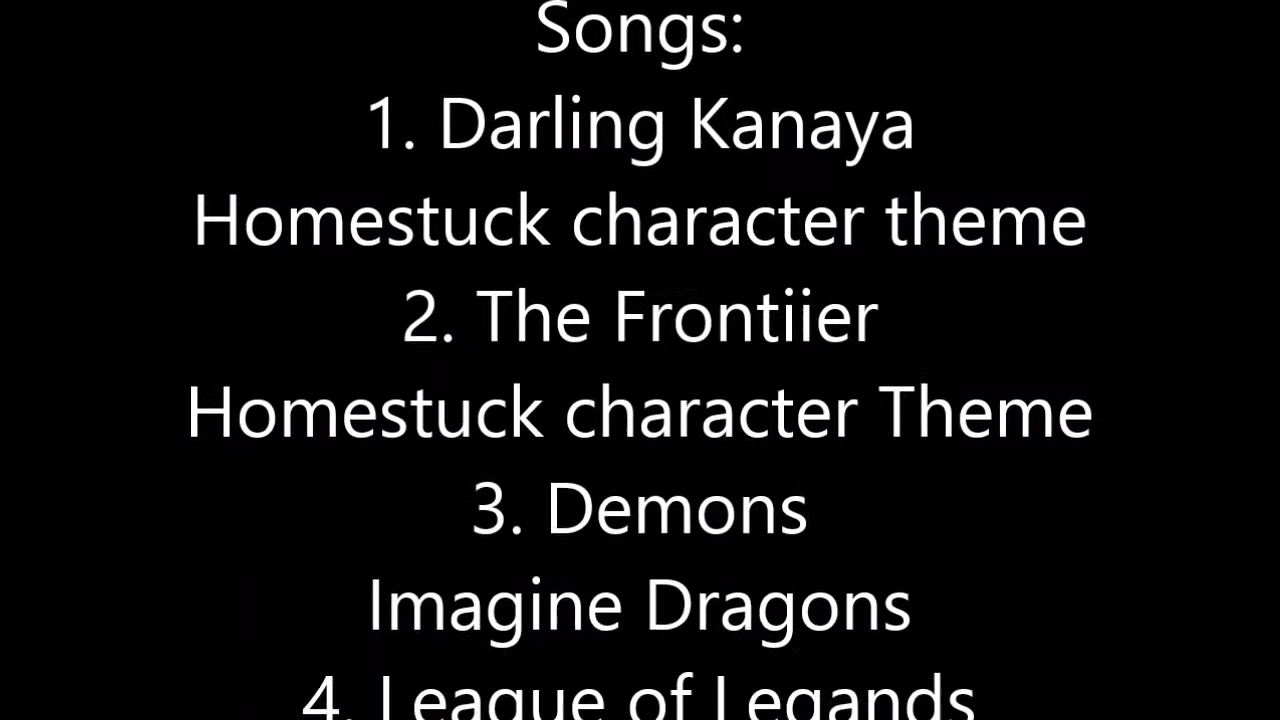 Songs:
1. Darling Kanaya
Homestuck character theme
2. The Frontiier
Homestuck character Theme
3. Demons
Imagine Dragons
4. League of Legands